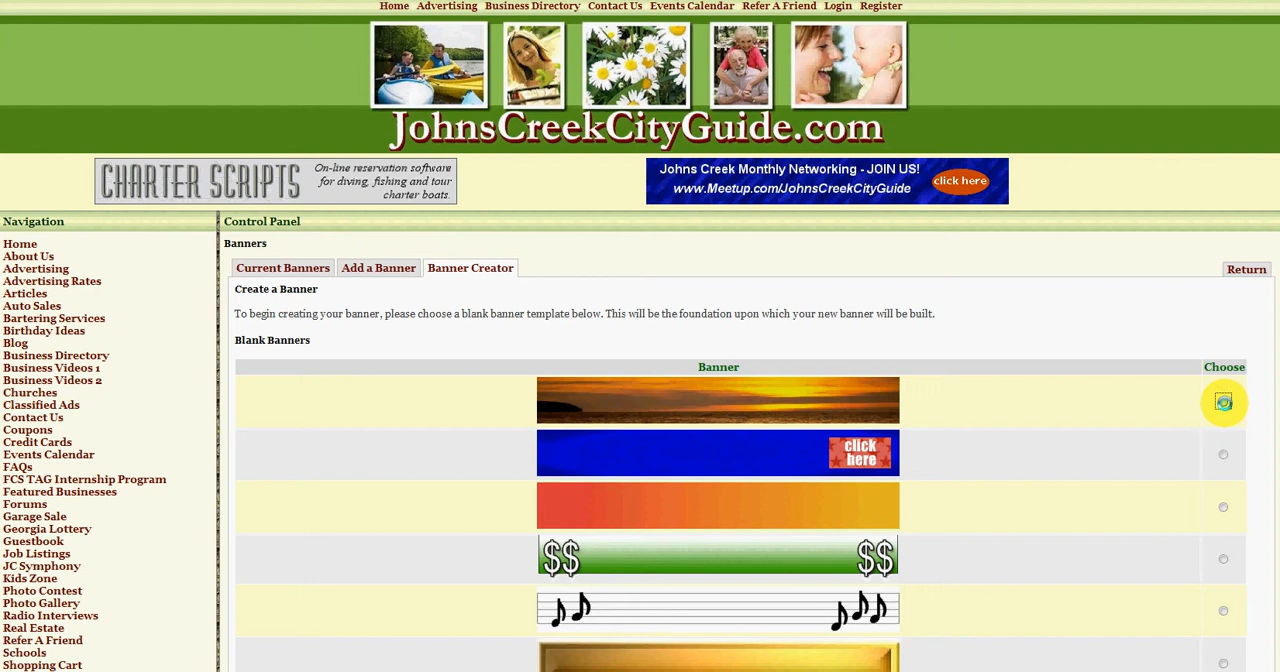 Home Advertising Business Directory Contact Us Events Calendar Refer A Friend Login Register
JohnsCreekCityGuide.com
CHARTER SCRIPTS
On-line reservation software
for diving, fishing and tour
charter boats.
Johns Creek Monthly Networking - JOIN US!
www.Meetup.com/JohnsCreekCityGuide
click here
Navigation
Home
About Us
Advertising
Advertising Rates
Articles
Auto Sales
Bartering Services
Birthday Ideas
Blog
Business Directory
Business Videos 1
Business Videos 2
Churches
Classified Ads
Contact Us
Coupons
Credit Cards
Events Calendar
FAQs
FCS TAG Internship Program
Featured Businesses
Forums
Garage Sale
Georgia Lottery
Guestbook
Job Listings
JC Symphony
Kids Zone
Photo Contest
Photo Gallery
Radio Interviews
Real Estate
Refer A Friend
Schools
Shopping Cart
Control Panel
Banners
Current Banners Add a Banner Banner Creator Return
Create a Banner
To begin creating your banner, please choose a blank banner template below. This will be the foundation upon which your new banner will be built.
Blank Banners
Banner Choose
click
here
$$ $$